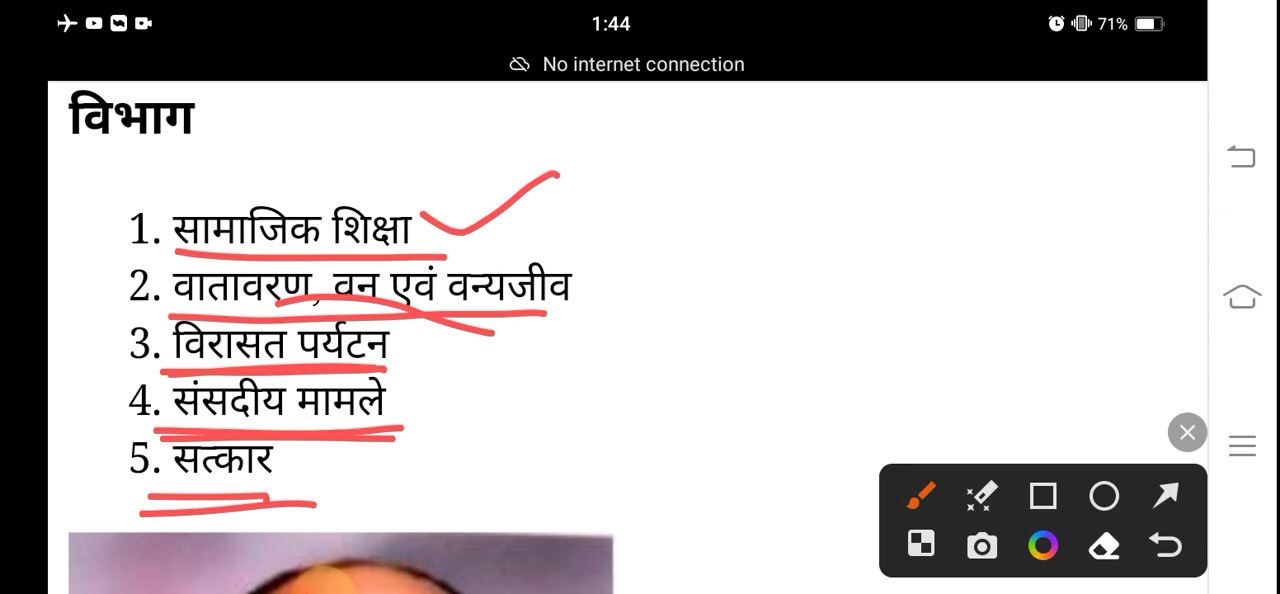 1:44
71%
No internet connection
विभाग
1. सामाजिक शिक्षा
2. वातावरण, वन एवं वन्यजीव
3. विरासत पर्यटन
4. संसदीय मामले
5. सत्कार